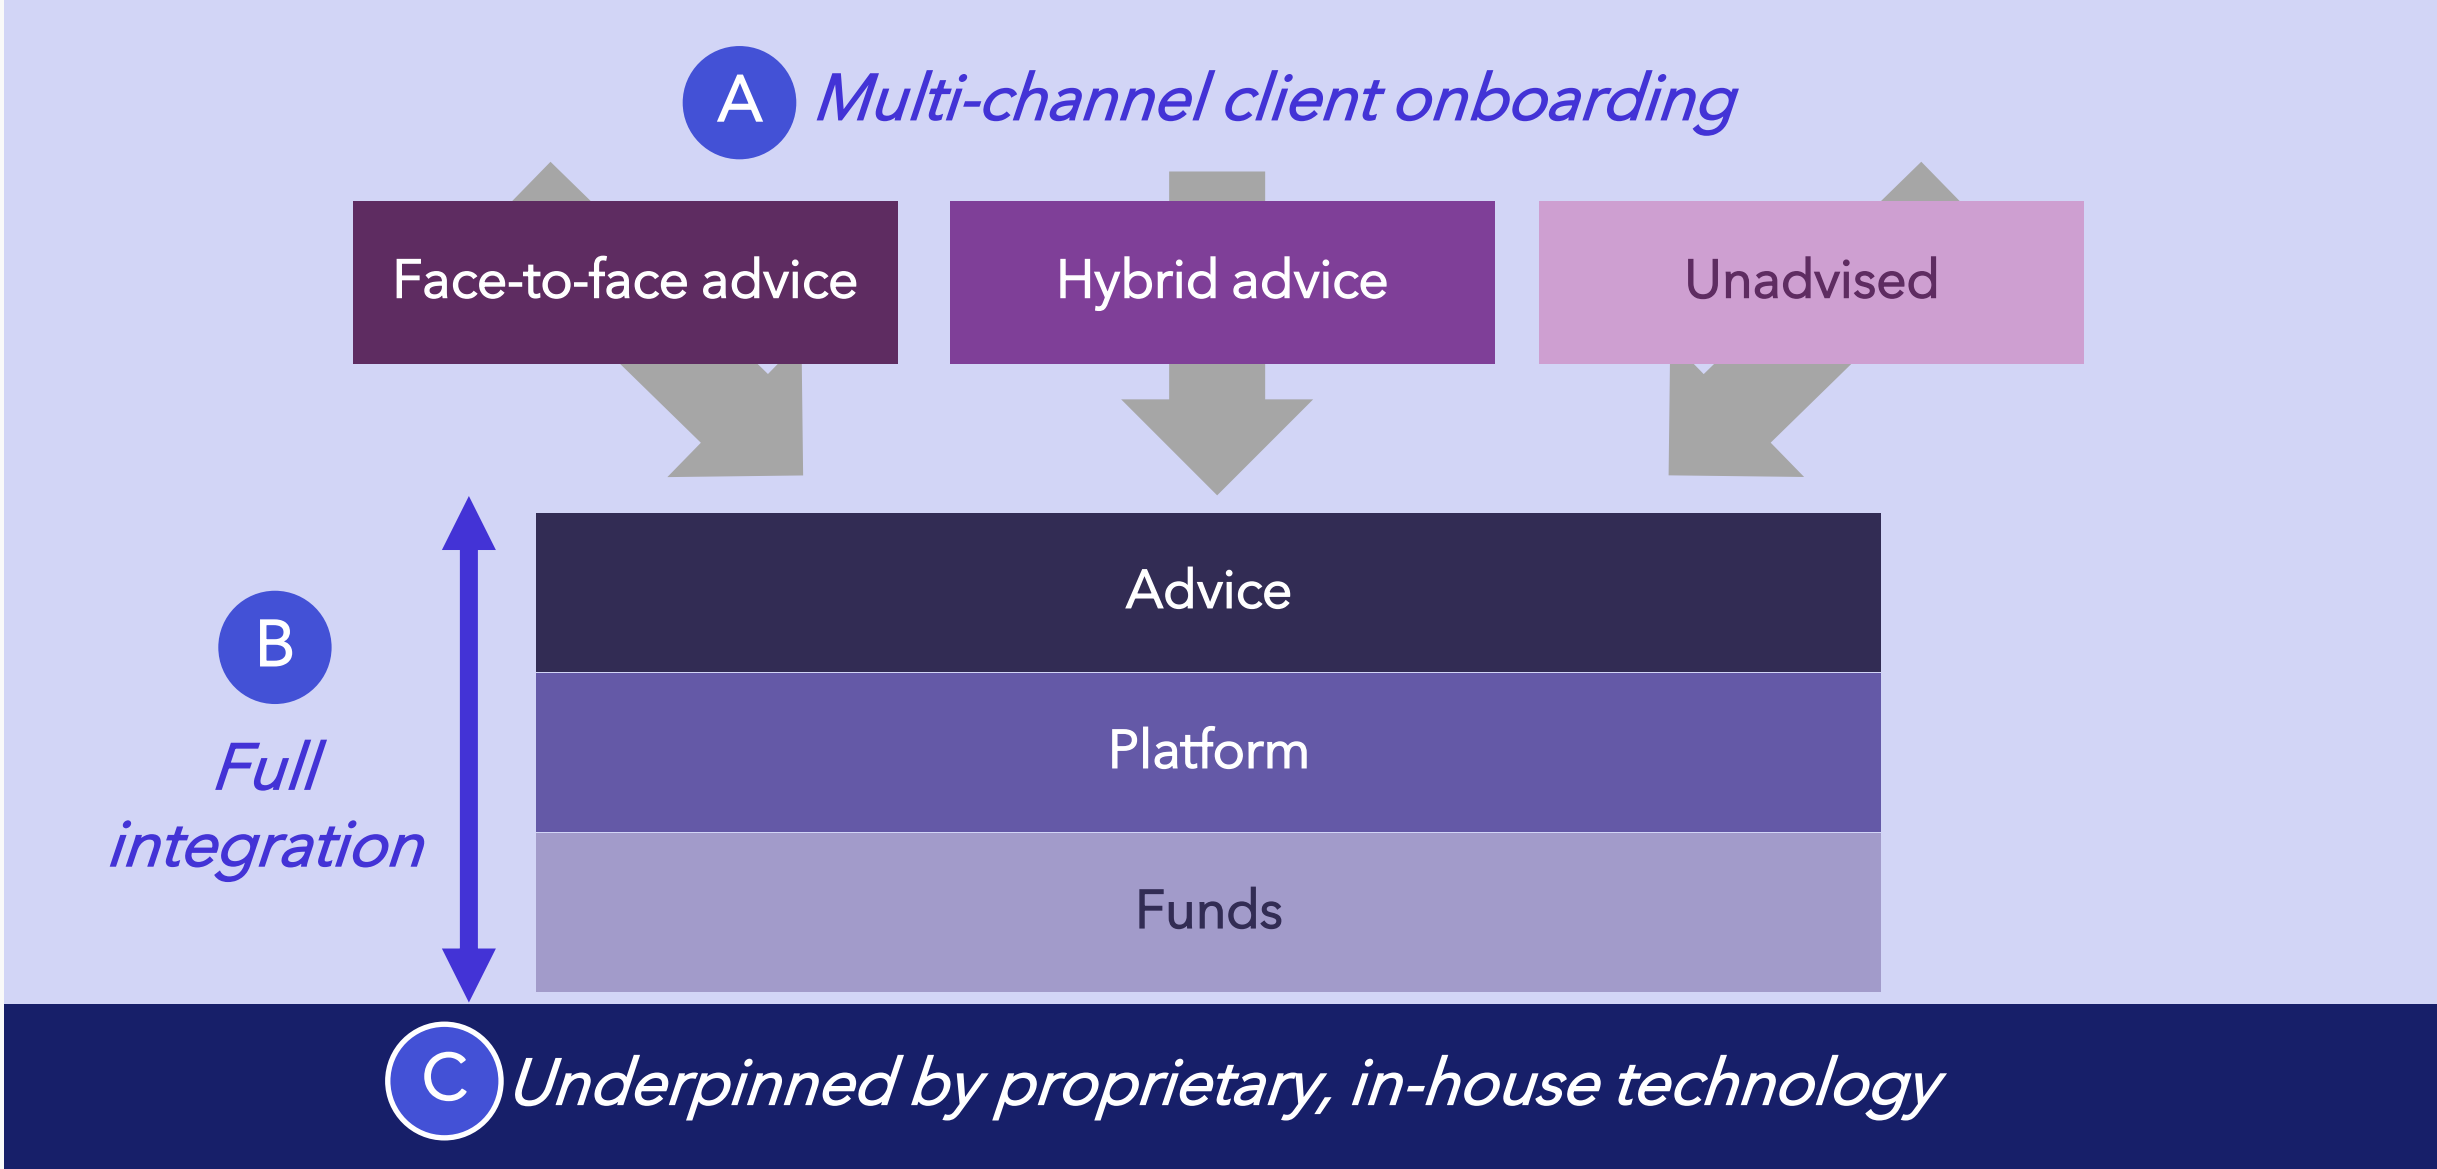 A Multi-channel client onboarding
Face-to-face advice
Hybrid advice
Unadvised
Advice
B
Platform
Full
integration
Funds
C Underpinned by proprietary, in-house technology